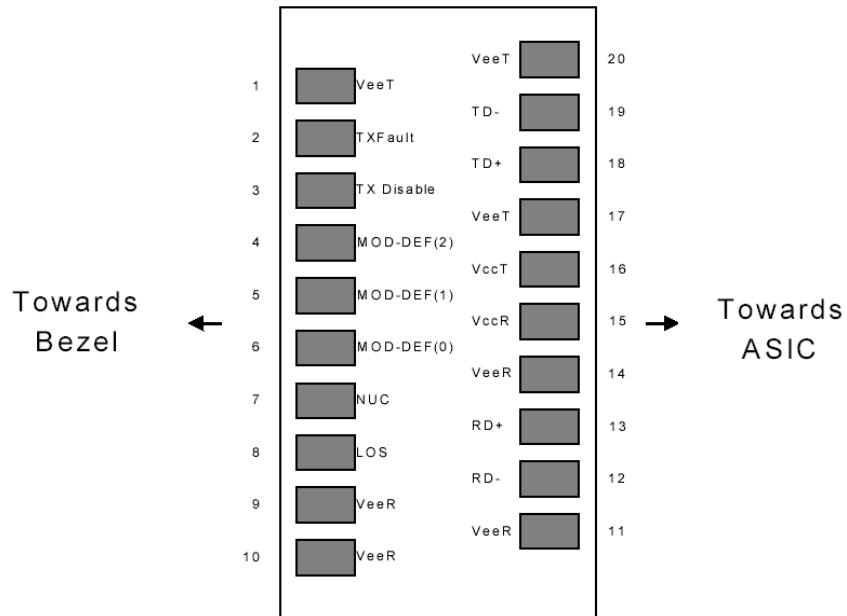 VeeT 20
1 VeeT
TD- 19
2 TXFault
TD+ 18
3 TX Disable
VeeT 17
4 MOD-DEF(2)
VccT 16
5 MOD-DEF(1)
VccR 15
6 MOD-DEF(0)
VeeR 14
7 NUC
RD+ 13
8 LOS
RD- 12
9 VeeR
VeeR 11
10 VeeR
Towards
Bezel
Towards
ASIC